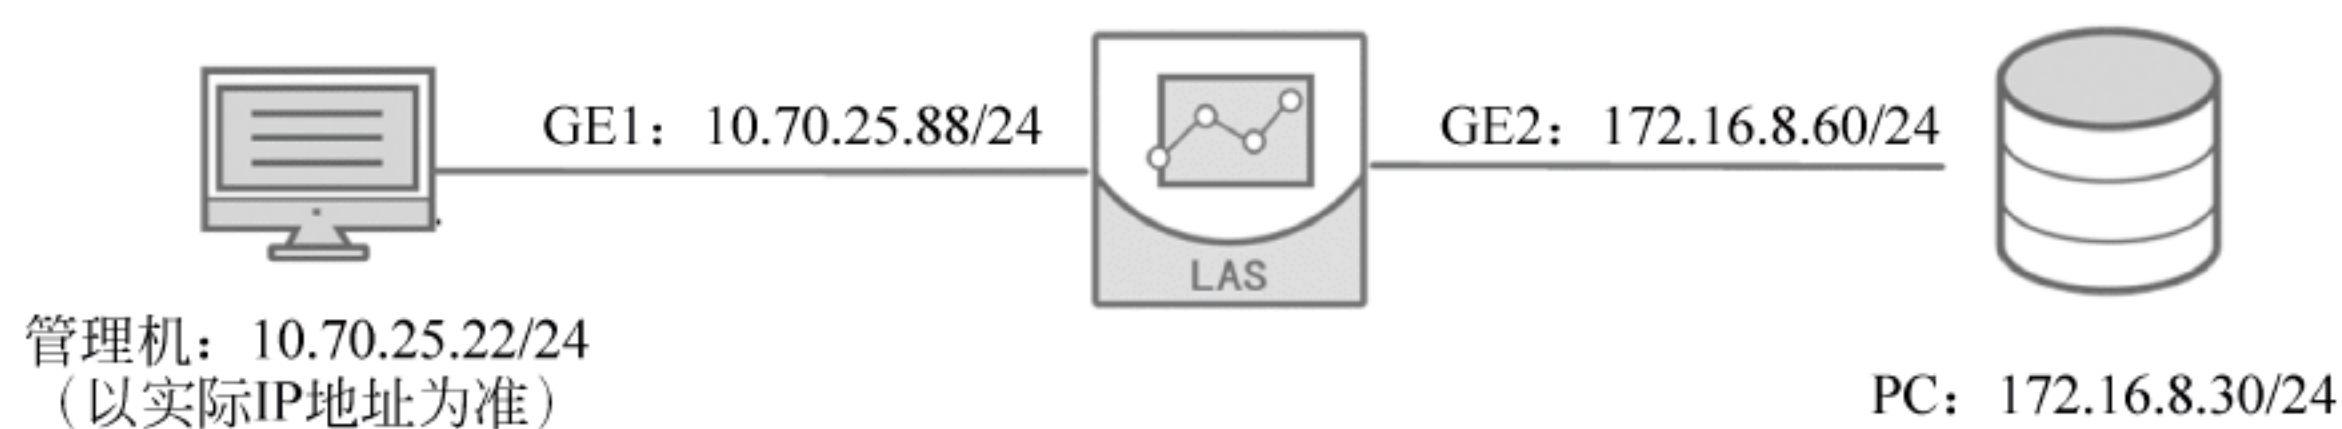 GE1：10.70.25.88/24
GE2：172.16.8.60/24
LAS
管理机：10.70.25.22/24
（以实际IP地址为准）
PC：172.16.8.30/24